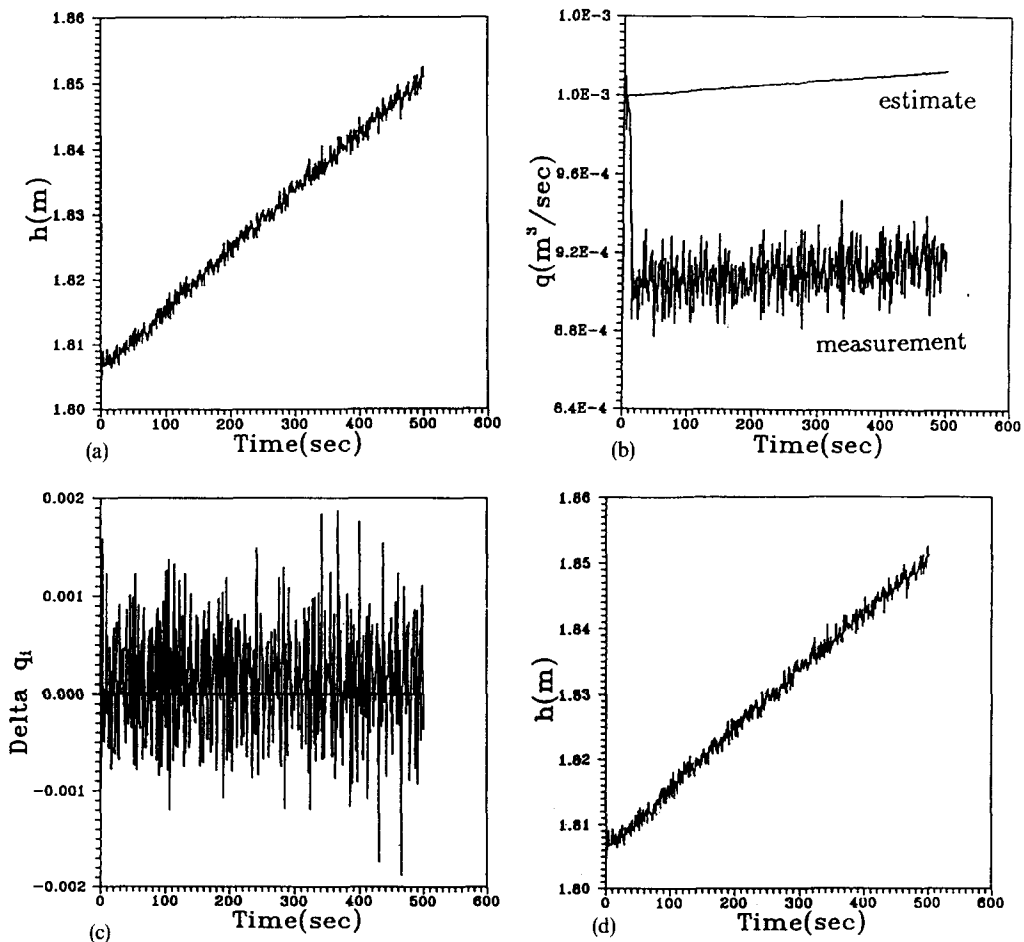 1.86
1.85
1.84
1.83
1.82
1.81
1.80
h(m)
0 100 200 300 400 500 600
Time(sec)
(a)
1.0E-3
1.0E-3
9.6E-4
9.2E-4
8.8E-4
8.4E-4
q(m³/sec)
estimate
measurement
0 100 200 300 400 500 600
Time(sec)
(b)
0.002
0.001
0.000
-0.001
-0.002
Delta qi
0 100 200 300 400 500 600
Time(sec)
(c)
1.86
1.85
1.84
1.83
1.82
1.81
1.80
h(m)
0 100 200 300 400 500 600
Time(sec)
(d)